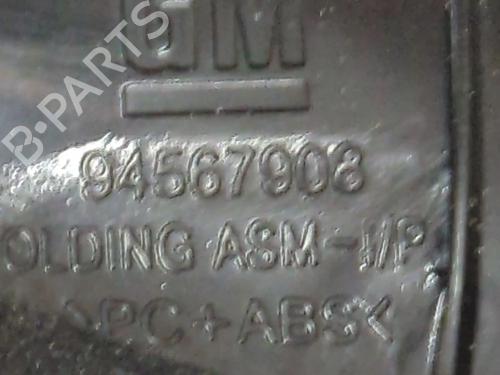 GM
94567908
OLDING ASM-I/P
>PC+ABS<
B-PARTS